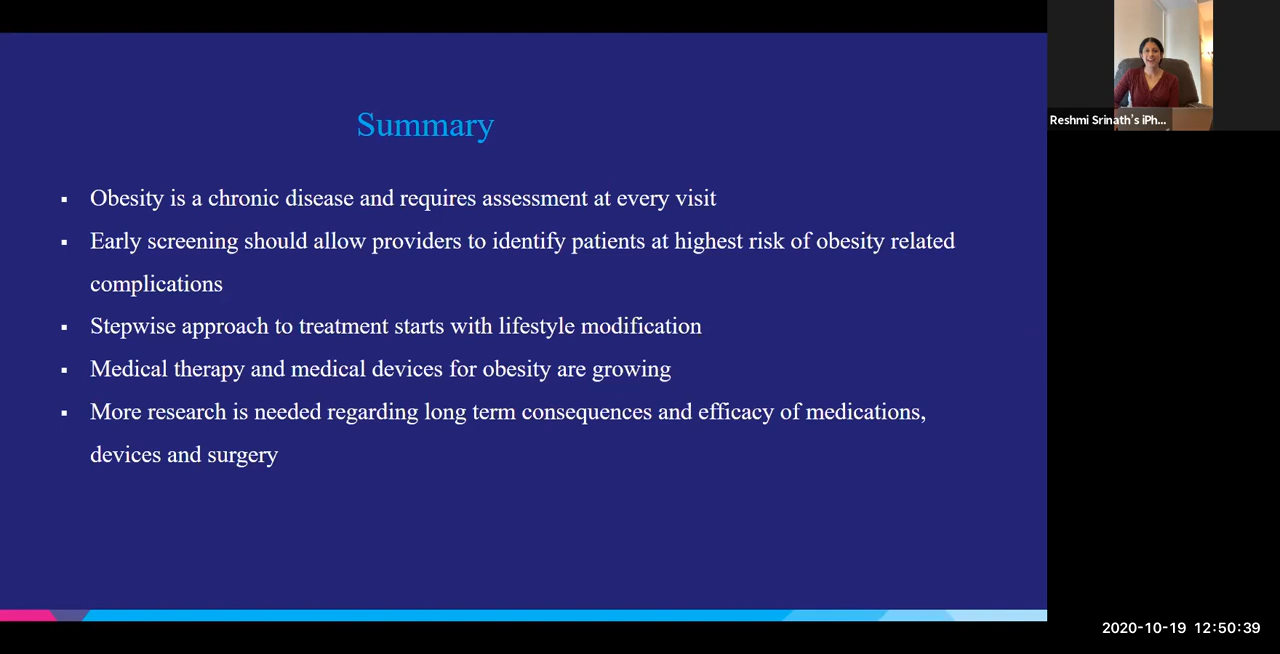 Summary
▪ Obesity is a chronic disease and requires assessment at every visit
▪ Early screening should allow providers to identify patients at highest risk of obesity related
complications
▪ Stepwise approach to treatment starts with lifestyle modification
▪ Medical therapy and medical devices for obesity are growing
▪ More research is needed regarding long term consequences and efficacy of medications,
devices and surgery
Reshmi Srinath's iPh...
2020-10-19 12:50:39